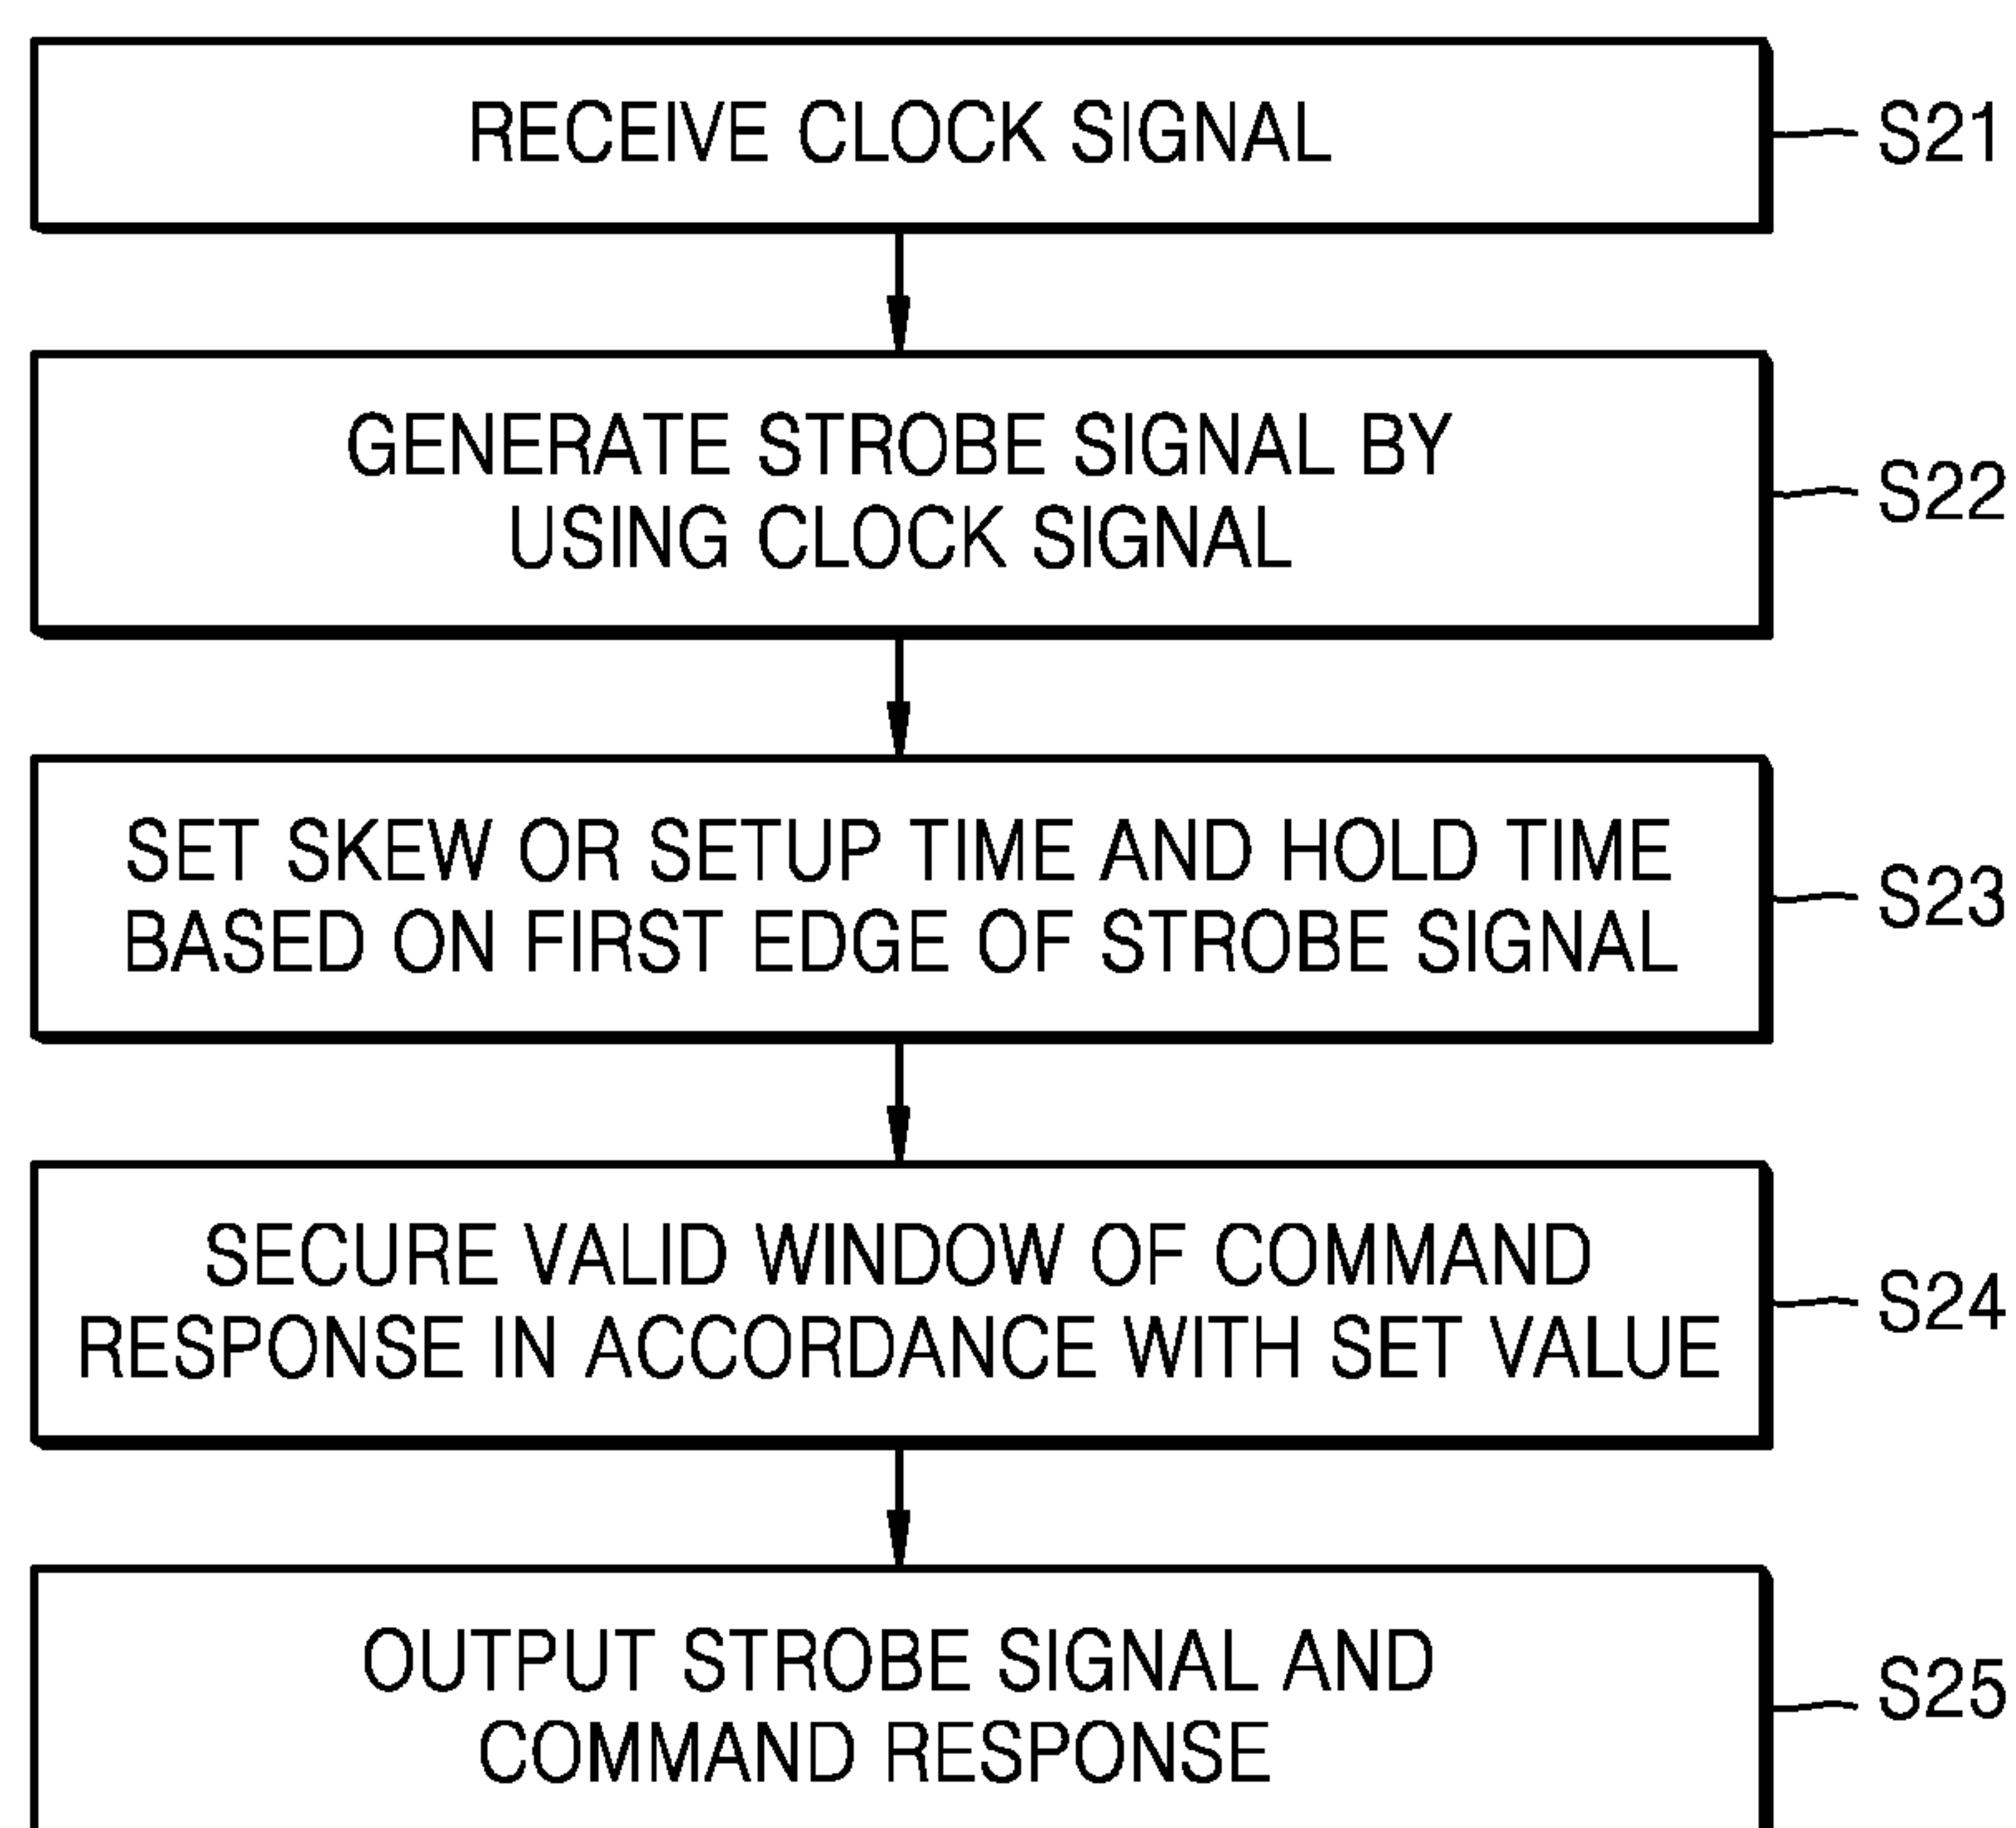 RECEIVE CLOCK SIGNAL
S21
GENERATE STROBE SIGNAL BY
USING CLOCK SIGNAL
S22
SET SKEW OR SETUP TIME AND HOLD TIME
BASED ON FIRST EDGE OF STROBE SIGNAL
S23
SECURE VALID WINDOW OF COMMAND
RESPONSE IN ACCORDANCE WITH SET VALUE
S24
OUTPUT STROBE SIGNAL AND
COMMAND RESPONSE
S25